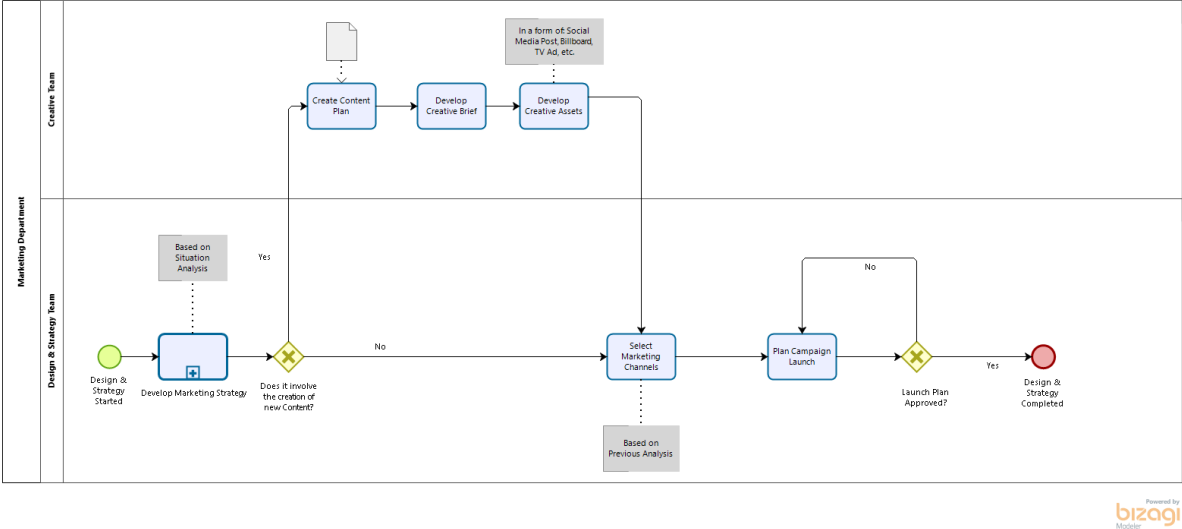 Marketing Department
Creative Team
In a form of: Social
Media Post, Billboard,
TV Ad, etc.
Create Content
Plan
Develop
Creative Brief
Develop
Creative Assets
Design & Strategy Team
Based on
Situation
Analysis
Yes
No
No
Design &
Strategy
Started
Develop Marketing Strategy
Does it involve
the creation of
new Content?
Select
Marketing
Channels
Plan Campaign
Launch
Launch Plan
Approved?
Yes
Design &
Strategy
Completed
Based on
Previous Analysis
Powered by
bizagi
Modeler